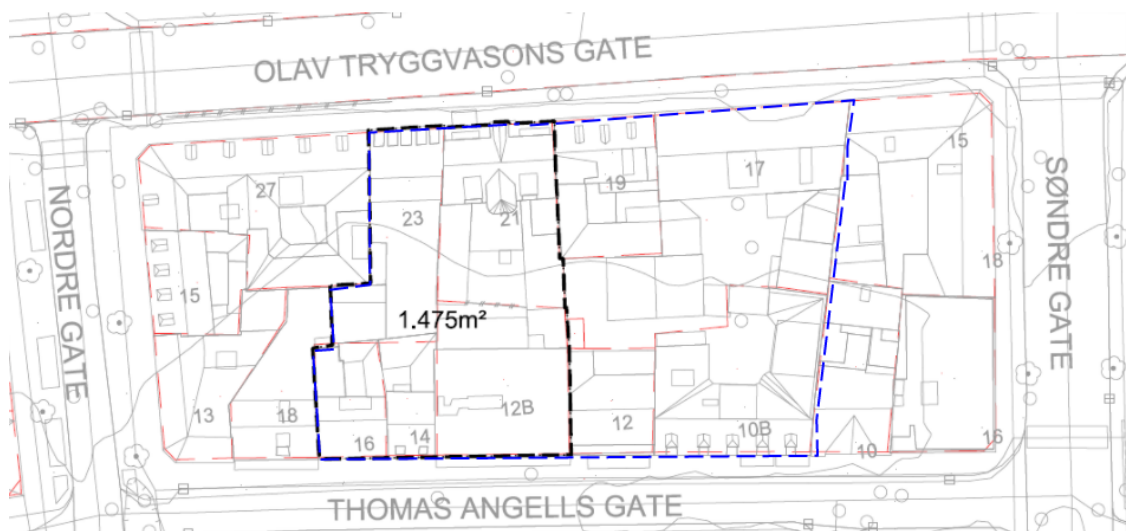 OLAV TRYGGVASONS GATE
15
17
19
27
21
23
NORDRE GATE
SØNDRE GATE
18
15
1.475m²
13
18
16
14
12B
12
10B
10
16
THOMAS ANGELLS GATE